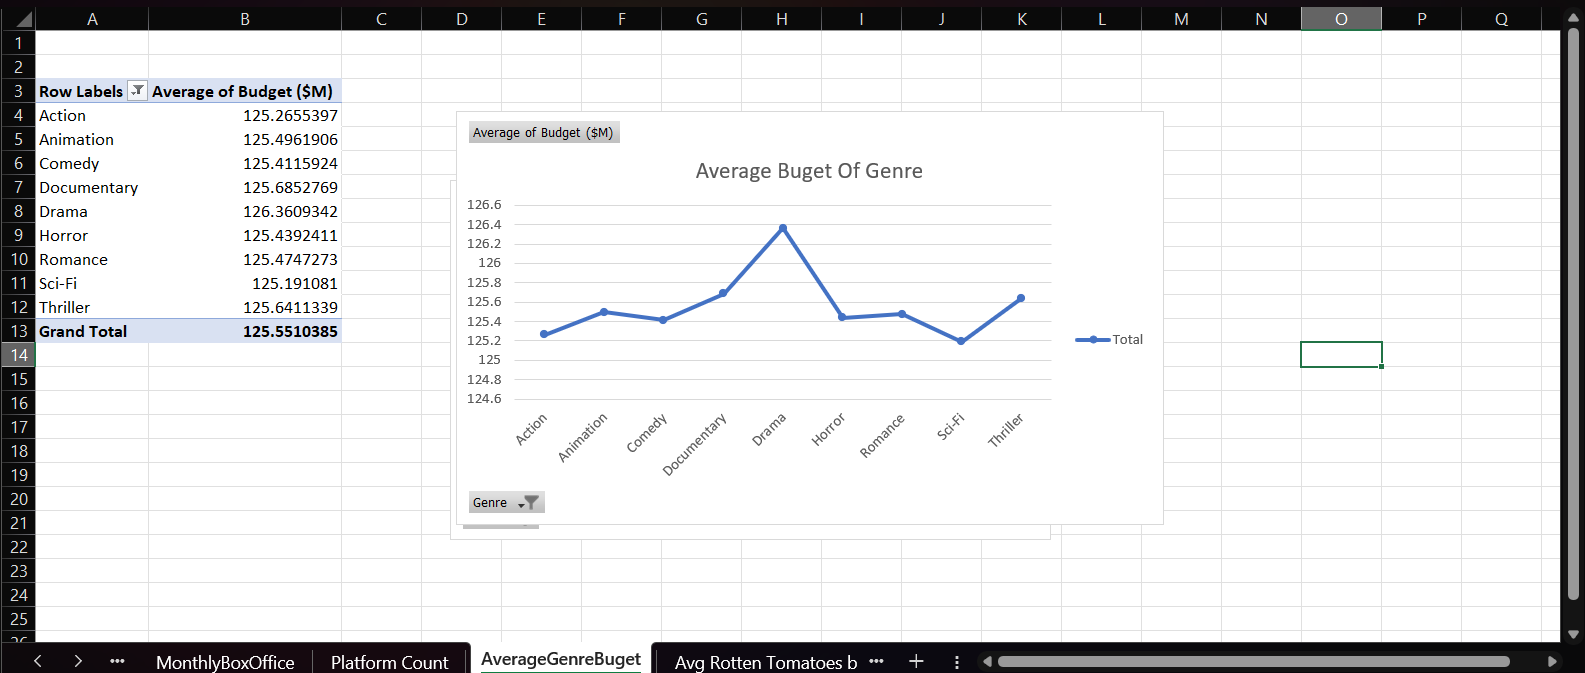 A B C D E F G H I J K L M N O P Q
1
2
3 Row Labels Average of Budget ($M)
4 Action 125.2655397
5 Animation 125.4961906
6 Comedy 125.4115924
7 Documentary 125.6852769
8 Drama 126.3609342
9 Horror 125.4392411
10 Romance 125.4747273
11 Sci-Fi 125.191081
12 Thriller 125.6411339
13 Grand Total 125.5510385
14
15
16
17
18
19
20
21
22
23
24
25
26
Average of Budget ($M)
Average Buget Of Genre
126.6
126.4
126.2
126
125.8
125.6
125.4
125.2
125
124.8
124.6
Action Animation Comedy Documentary Drama Horror Romance Sci-Fi Thriller
Total
Genre
MonthlyBoxOffice Platform Count AverageGenreBuget Avg Rotten Tomatoes b